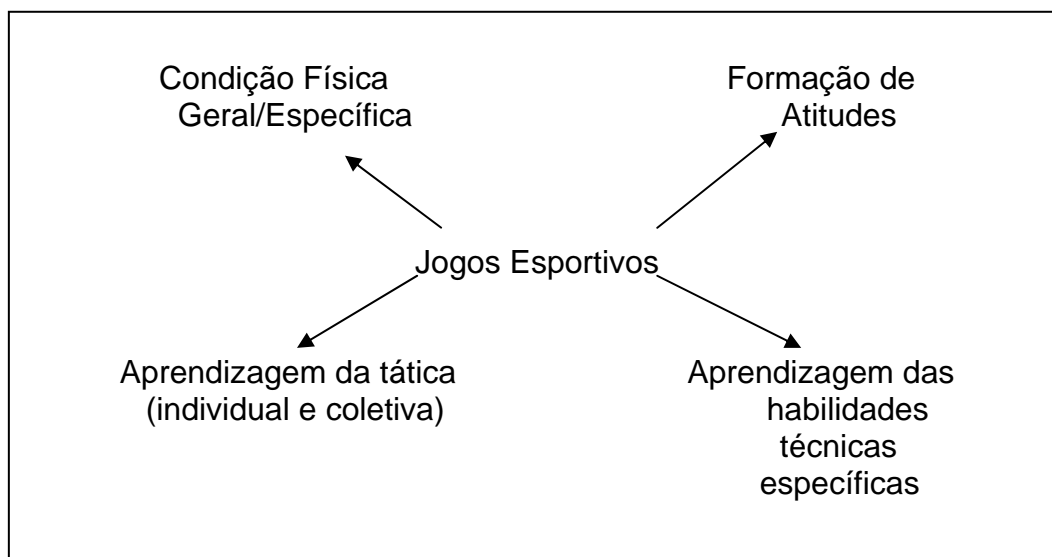 Condição Física
Geral/Específica
Formação de
Atitudes
Jogos Esportivos
Aprendizagem da tática
(individual e coletiva)
Aprendizagem das
habilidades
técnicas
específicas